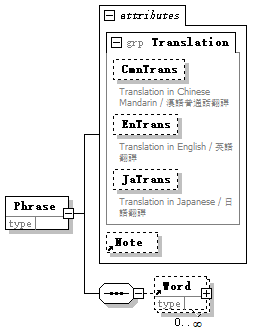 attributes
grp Translation
CmnTrans
Translation in Chinese
Mandarin / 漢語普通話翻譯
EnTrans
Translation in English / 英語
翻譯
JaTrans
Translation in Japanese / 日
語翻譯
Note
Phrase
type
Word
type
0..∞